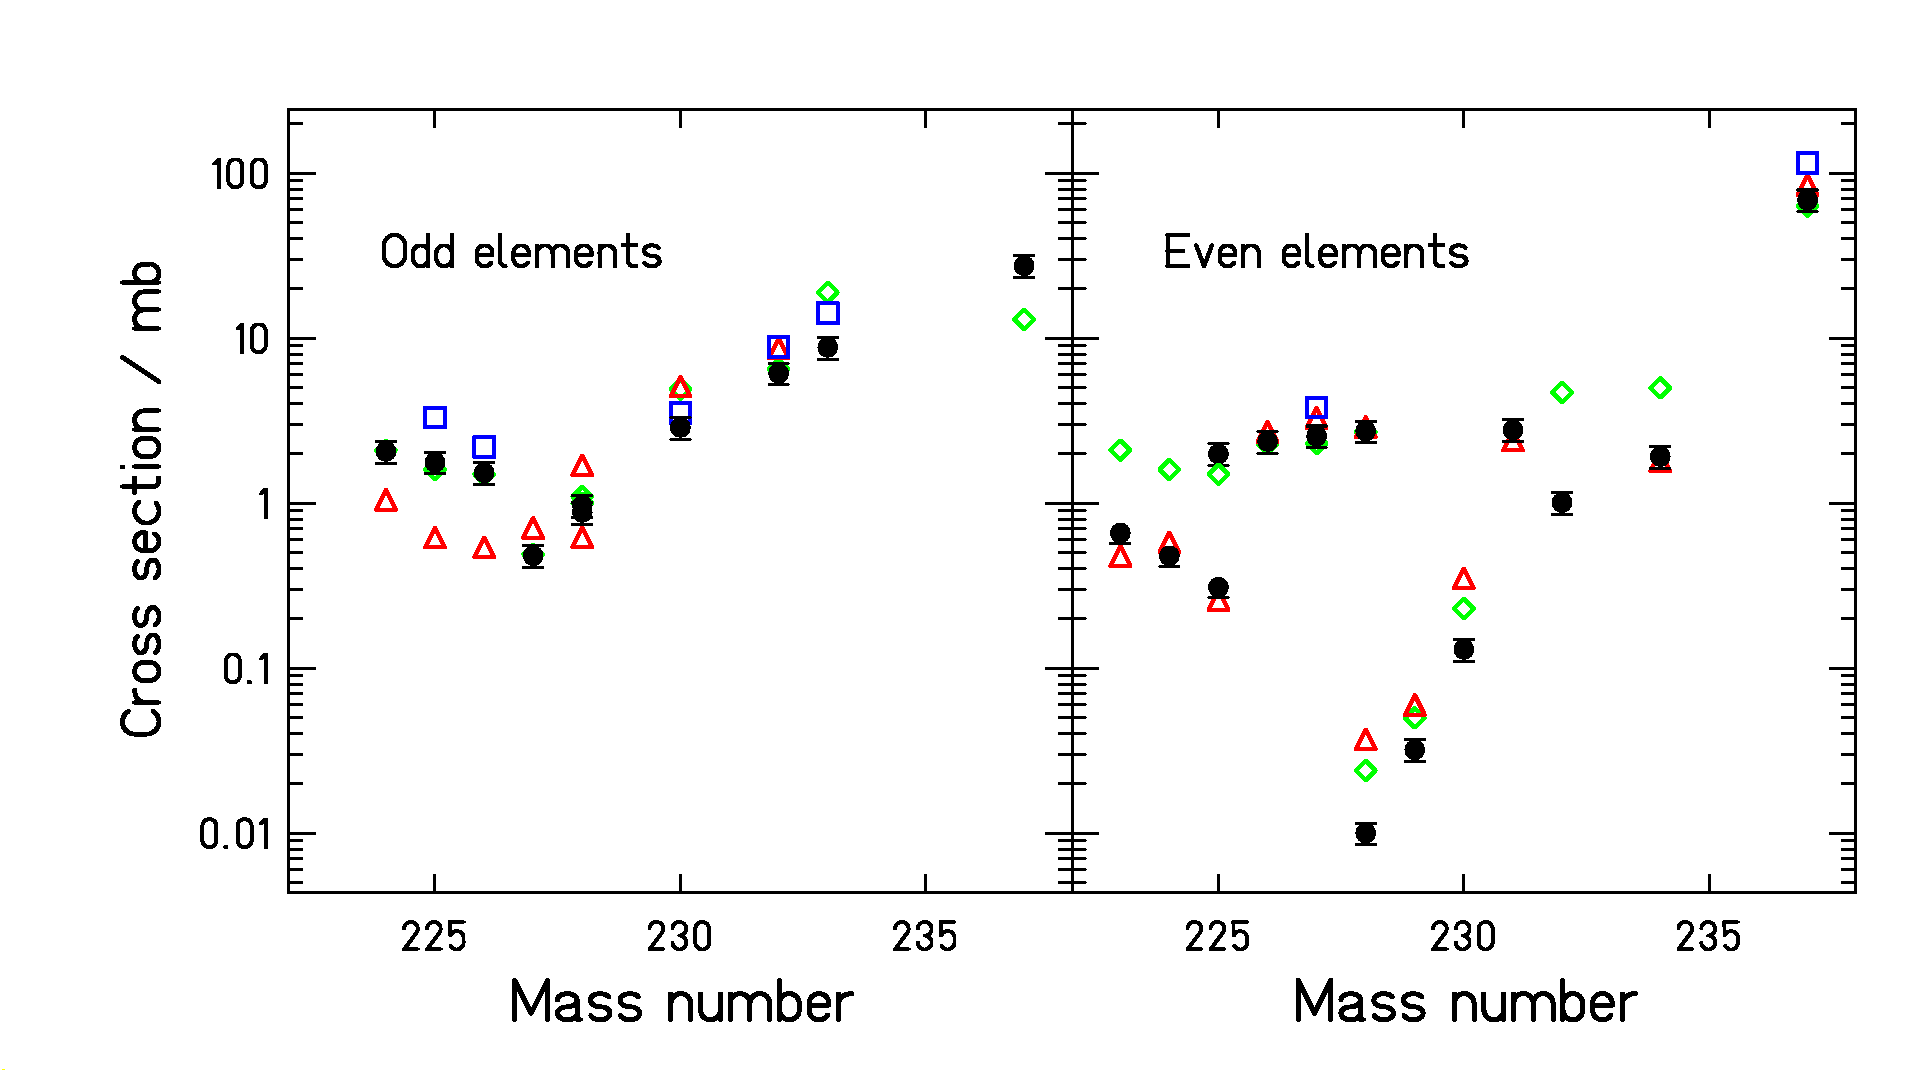 Cross section / mb
100
10
1
0.1
0.01
Odd elements
Even elements
225 230 235
225 230 235
Mass number
Mass number